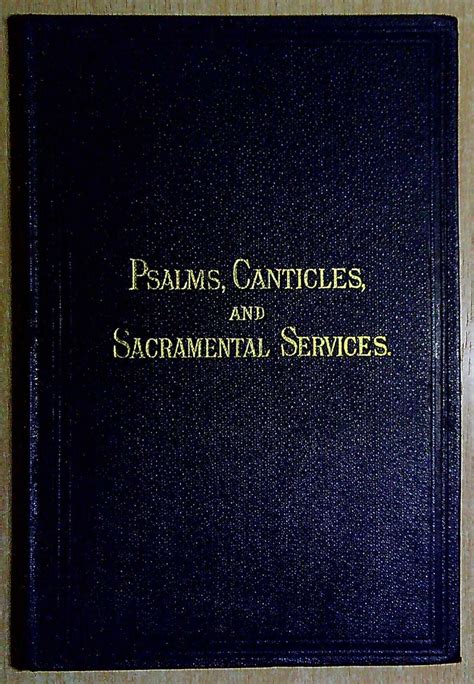 PSALMS, CANTICLES,
AND
SACRAMENTAL SERVICES.